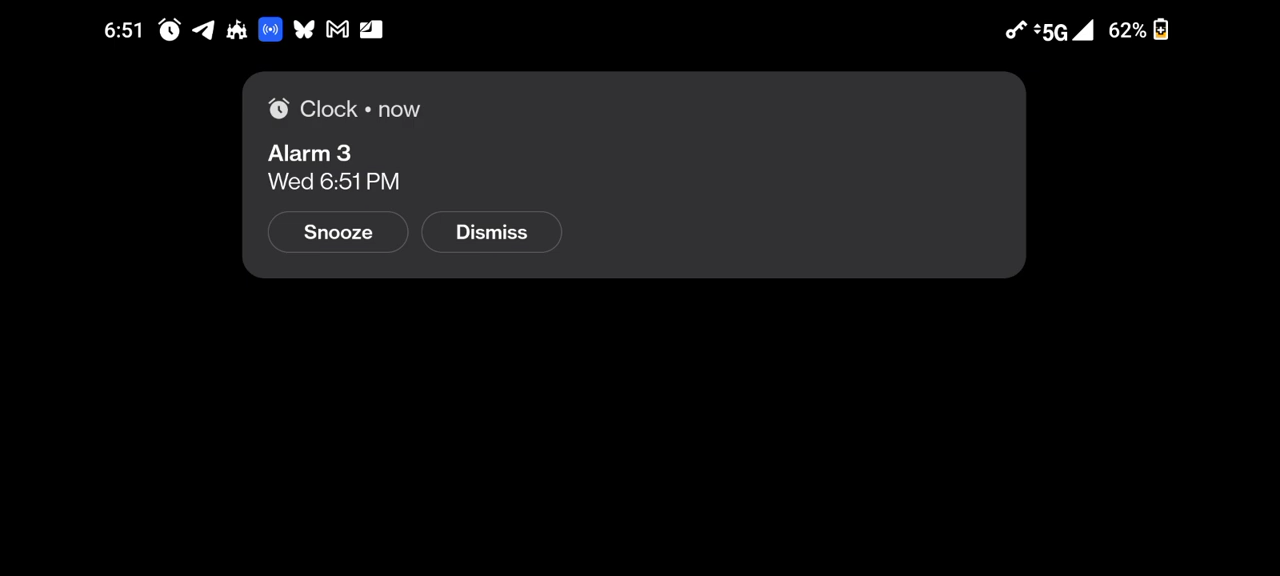 6:51 5G 62%
Clock • now
Alarm 3
Wed 6:51 PM
Snooze Dismiss